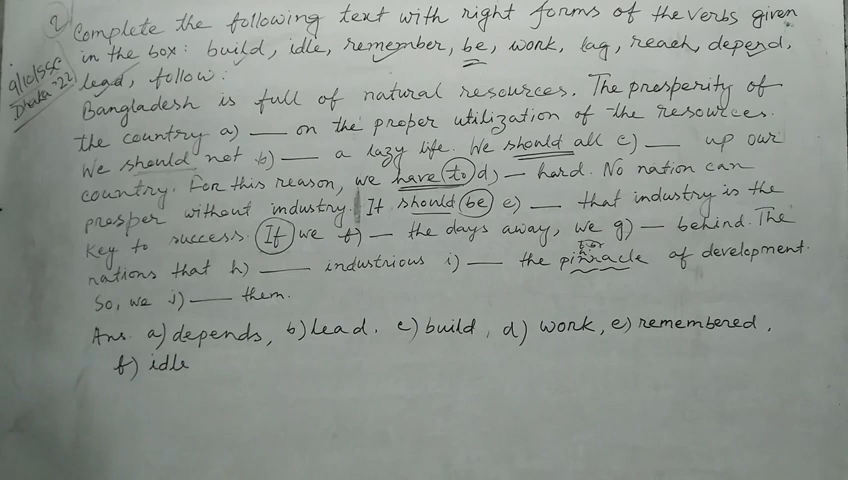 2) Complete the following text with right forms of the verbs given
in the box: build, idle, remember, be, work, lag, reach, depend,
lead, follow:
9/10/SSC
Dhaka-22
Bangladesh is full of natural resources. The prosperity of
the country a) — on the proper utilization of the resources.
We should not b) — a lazy life. We should all c) — up our
country. For this reason, we have to d) — hard. No nation can
prosper without industry. It should be e) — that industry is the
key to success. If we f) — the days away, we g) — behind. The
nations that h) — industrious i) — the pinnacle of development.
So, we j) — them.
Ans. a) depends, b) lead, c) build, d) work, e) remembered,
f) idle